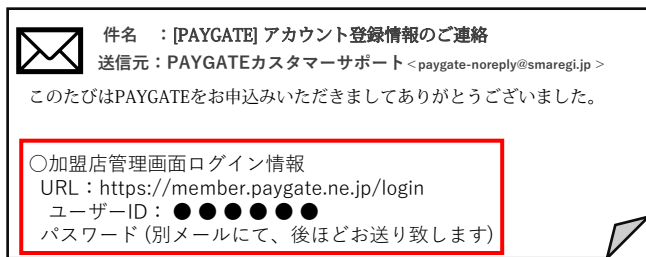 件名　：[PAYGATE] アカウント登録情報のご連絡
送信元：PAYGATEカスタマーサポート<paygate-noreply@smaregi.jp >
このたびはPAYGATEをお申込みいただきましてありがとうございました。
○加盟店管理画面ログイン情報
URL：https://member.paygate.ne.jp/login
ユーザーID：●●●●●●
パスワード (別メールにて、後ほどお送り致します)